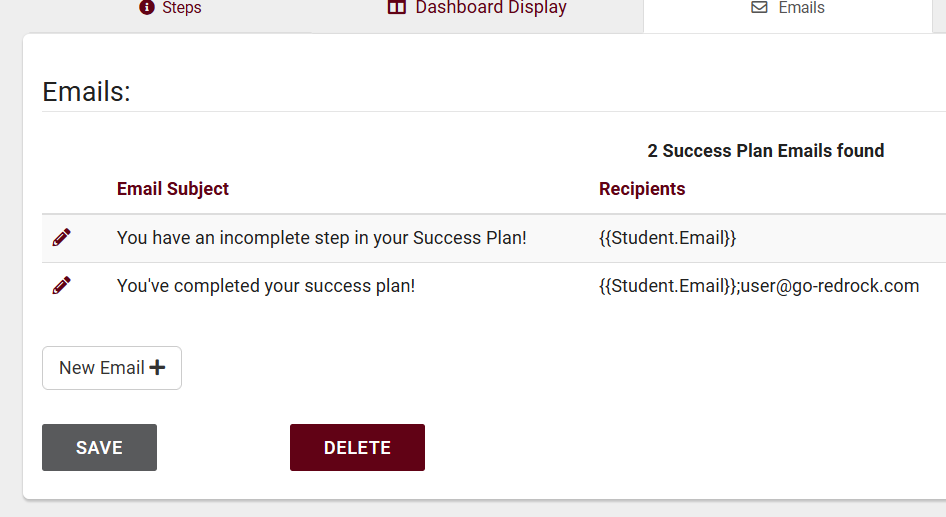 Steps Dashboard Display Emails
Emails:
2 Success Plan Emails found
Email Subject Recipients
You have an incomplete step in your Success Plan! {{Student.Email}}
You've completed your success plan! {{Student.Email}};user@go-redrock.com
New Email
SAVE DELETE